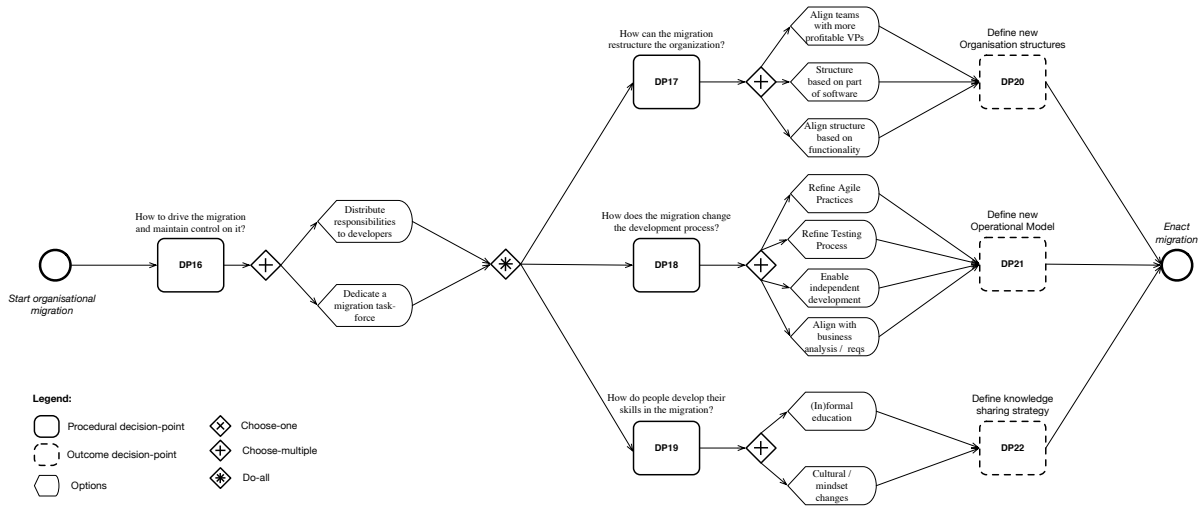 Start organisational
migration
How to drive the migration
and maintain control on it?
DP16
Distribute
responsibilities
to developers
Dedicate a
migration task-
force
How can the migration
restructure the organization?
DP17
Align teams
with more
profitable VPs
Structure
based on part
of software
Align structure
based on
functionality
Define new
Organisation structures
DP20
How does the migration change
the development process?
DP18
Refine Agile
Practices
Refine Testing
Process
Enable
independent
development
Align with
business
analysis / reqs
Define new
Operational Model
DP21
How do people develop their
skills in the migration?
DP19
(In)formal
education
Cultural /
mindset
changes
Define knowledge
sharing strategy
DP22
Enact
migration
Legend:
Procedural decision-point
Outcome decision-point
Options
Choose-one
Choose-multiple
Do-all